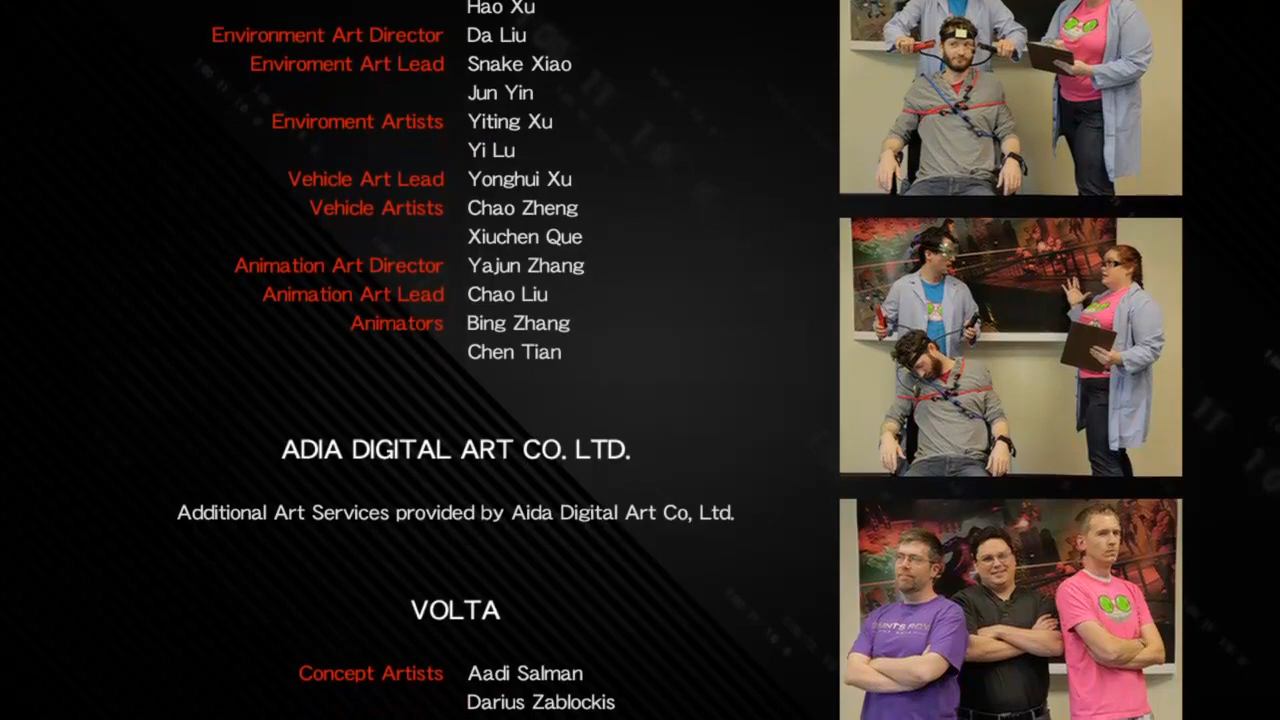 Hao Xu
Environment Art Director Da Liu
Enviroment Art Lead Snake Xiao
Jun Yin
Enviroment Artists Yiting Xu
Yi Lu
Vehicle Art Lead Yonghui Xu
Vehicle Artists Chao Zheng
Xiuchen Que
Animation Art Director Yajun Zhang
Animation Art Lead Chao Liu
Animators Bing Zhang
Chen Tian
ADIA DIGITAL ART CO. LTD.
Additional Art Services provided by Aida Digital Art Co, Ltd.
VOLTA
Concept Artists Aadi Salman
Darius Zablockis